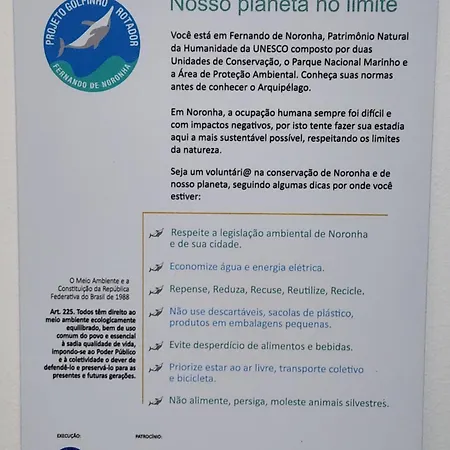 Nosso planeta no limite
PROJETO GOLFINHO ROTADOR
FERNANDO DE NORONHA
Você está em Fernando de Noronha, Patrimônio Natural
da Humanidade da UNESCO composto por duas
Unidades de Conservação, o Parque Nacional Marinho e
a Área de Proteção Ambiental. Conheça suas normas
antes de conhecer o Arquipélago.
Em Noronha, a ocupação humana sempre foi difícil e
com impactos negativos, por isto tente fazer sua estadia
aqui a mais sustentável possível, respeitando os limites
da natureza.
Seja um voluntári@ na conservação de Noronha e de
nosso planeta, seguindo algumas dicas por onde você
estiver:
Respeite a legislação ambiental de Noronha
e de sua cidade.
Economize água e energia elétrica.
Repense, Reduza, Recuse, Reutilize, Recicle.
Não use descartáveis, sacolas de plástico,
produtos em embalagens pequenas.
Evite desperdício de alimentos e bebidas.
Priorize estar ao ar livre, transporte coletivo
e bicicleta.
Não alimente, persiga, moleste animais silvestres.
O Meio Ambiente e a
Constituição da República
Federativa do Brasil de 1988
Art. 225. Todos têm direito ao
meio ambiente ecologicamente
equilibrado, bem de uso
comum do povo e essencial
à sadia qualidade de vida,
impondo-se ao Poder Público
e à coletividade o dever de
defendê-lo e preservá-lo para as
presentes e futuras gerações.
EXECUÇÃO:
PATROCÍNIO: